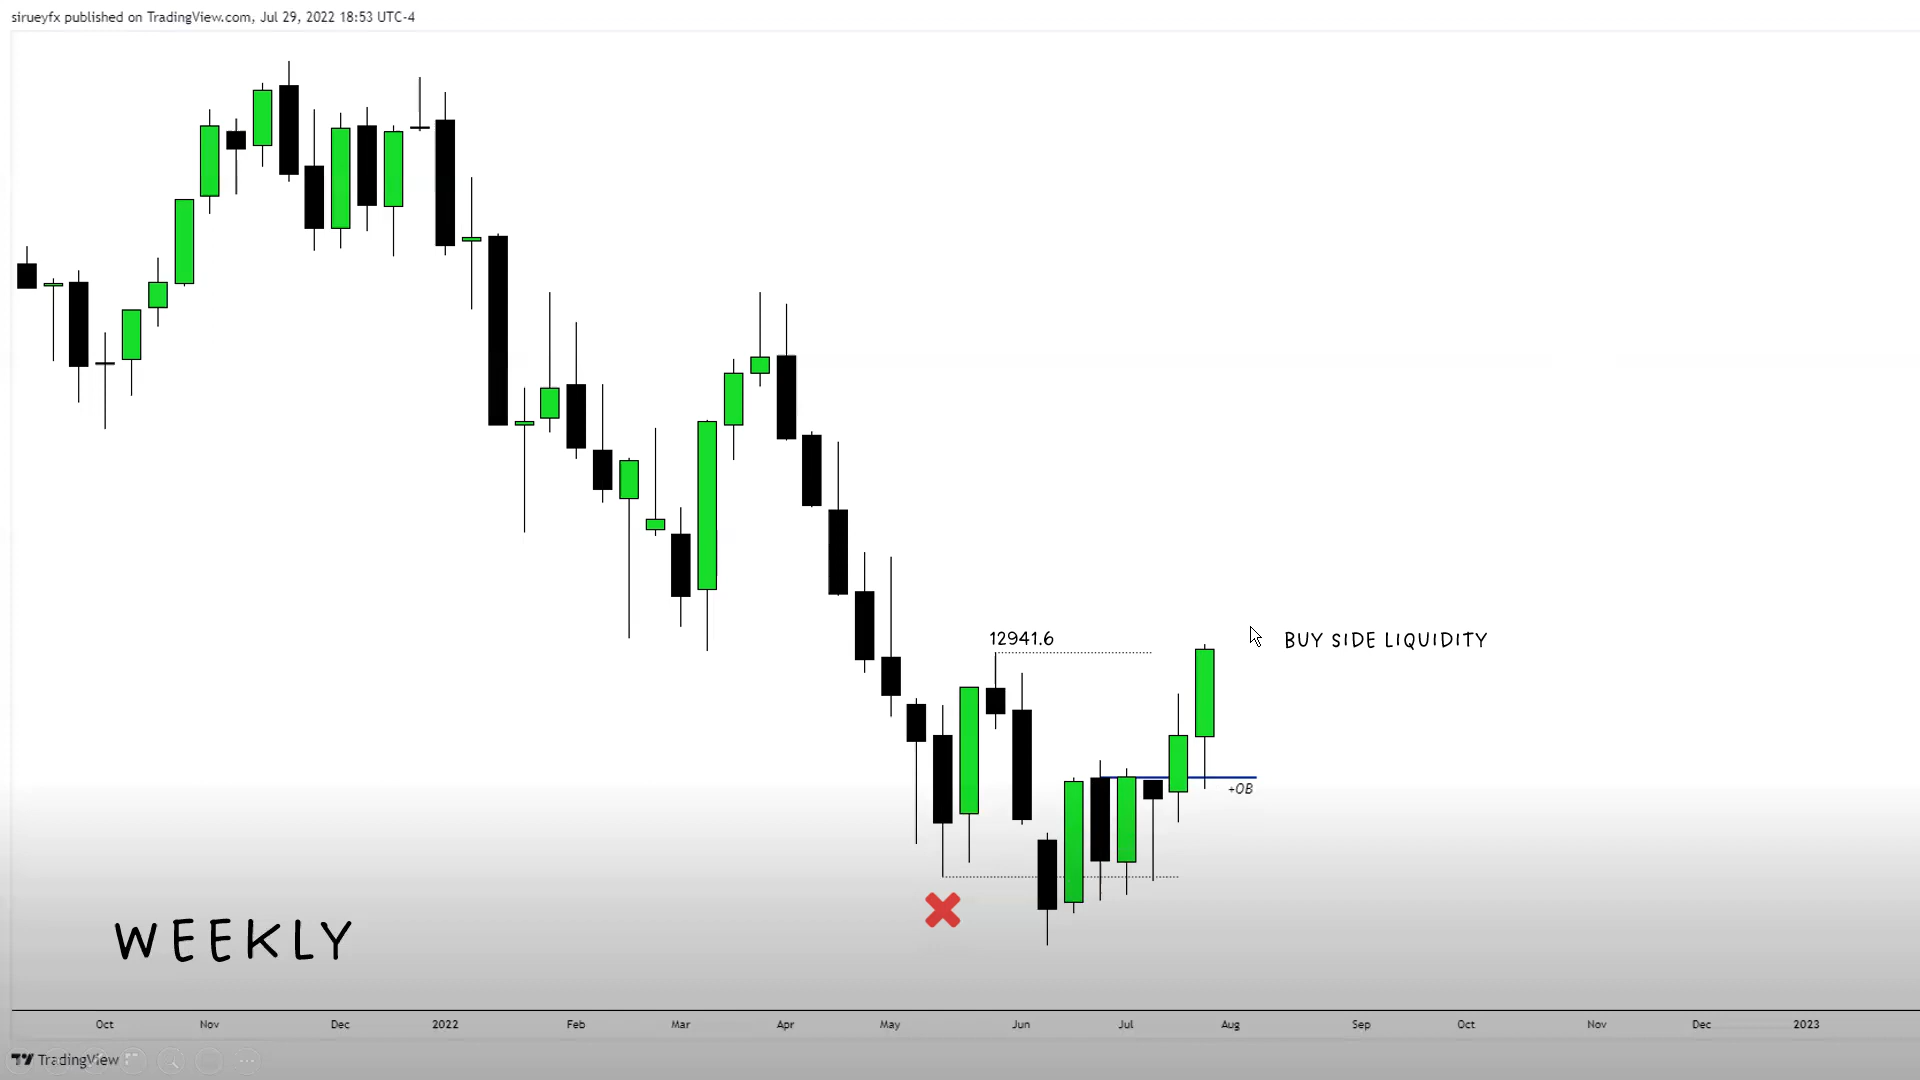 sirueyfx published on TradingView.com, Jul 29, 2022 18:53 UTC-4
12941.6
BUY SIDE LIQUIDITY
+OB
WEEKLY
Oct Nov Dec 2022 Feb Mar Apr May Jun Jul Aug Sep Oct Nov Dec 2023
TradingView